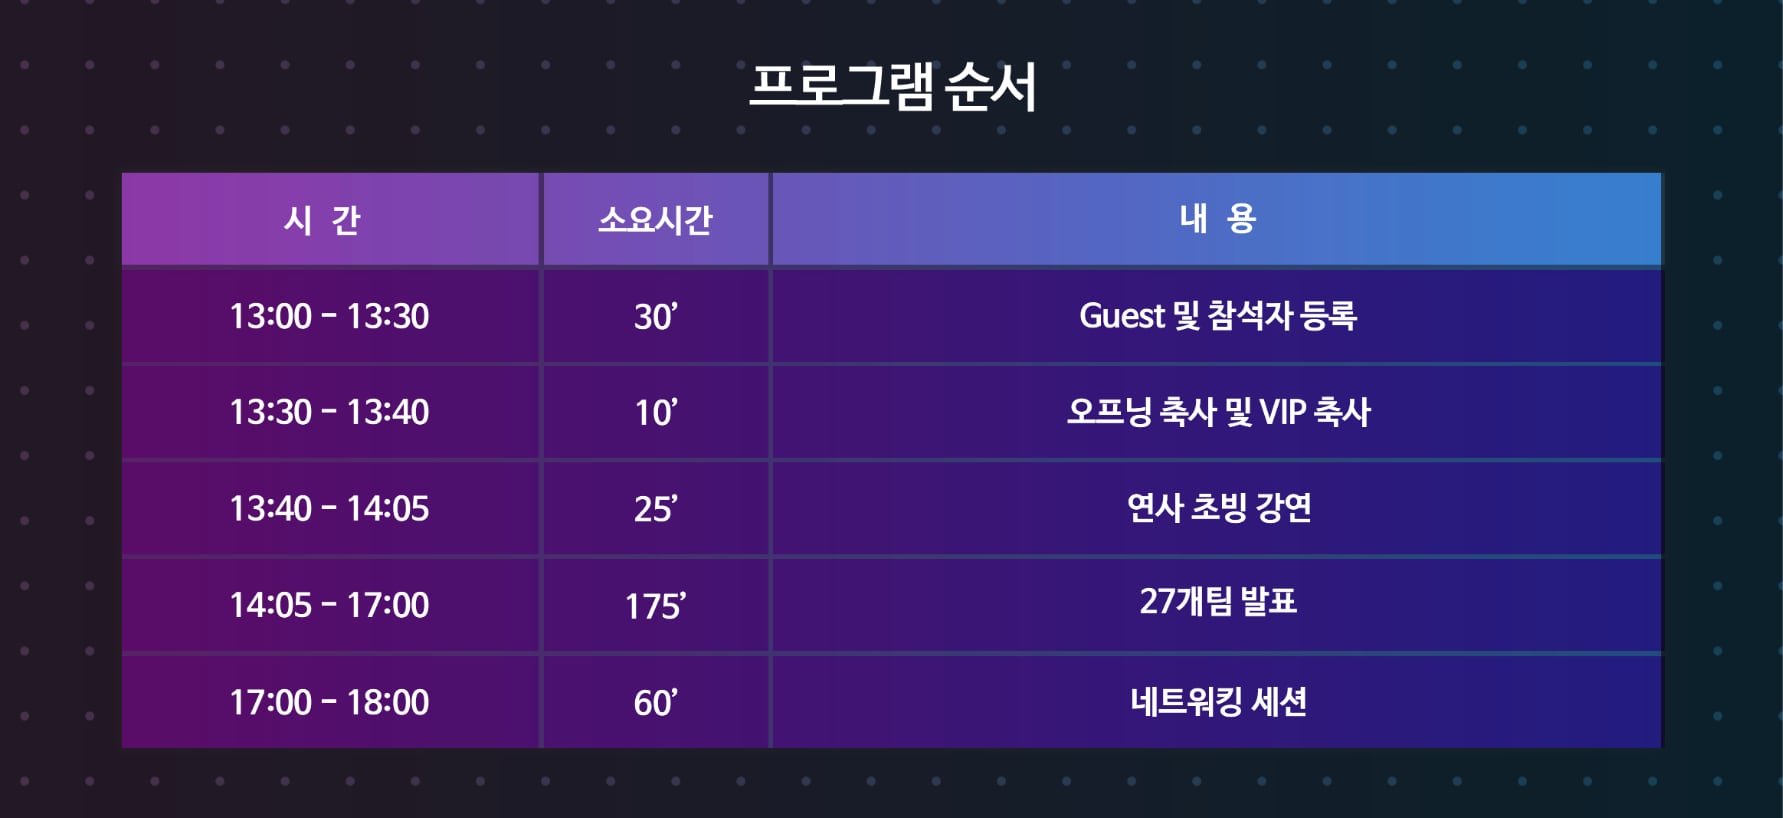 프로그램 순서
시 간 소요시간 내 용
13:00 - 13:30 30’ Guest 및 참석자 등록
13:30 - 13:40 10’ 오프닝 축사 및 VIP 축사
13:40 - 14:05 25’ 연사 초빙 강연
14:05 - 17:00 175’ 27개팀 발표
17:00 - 18:00 60’ 네트워킹 세션